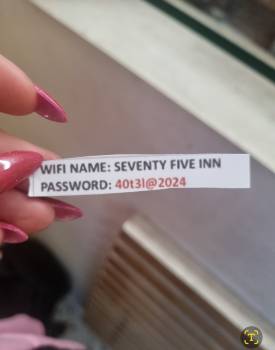 WIFI NAME: SEVENTY FIVE INN
PASSWORD: 40t3l@2024